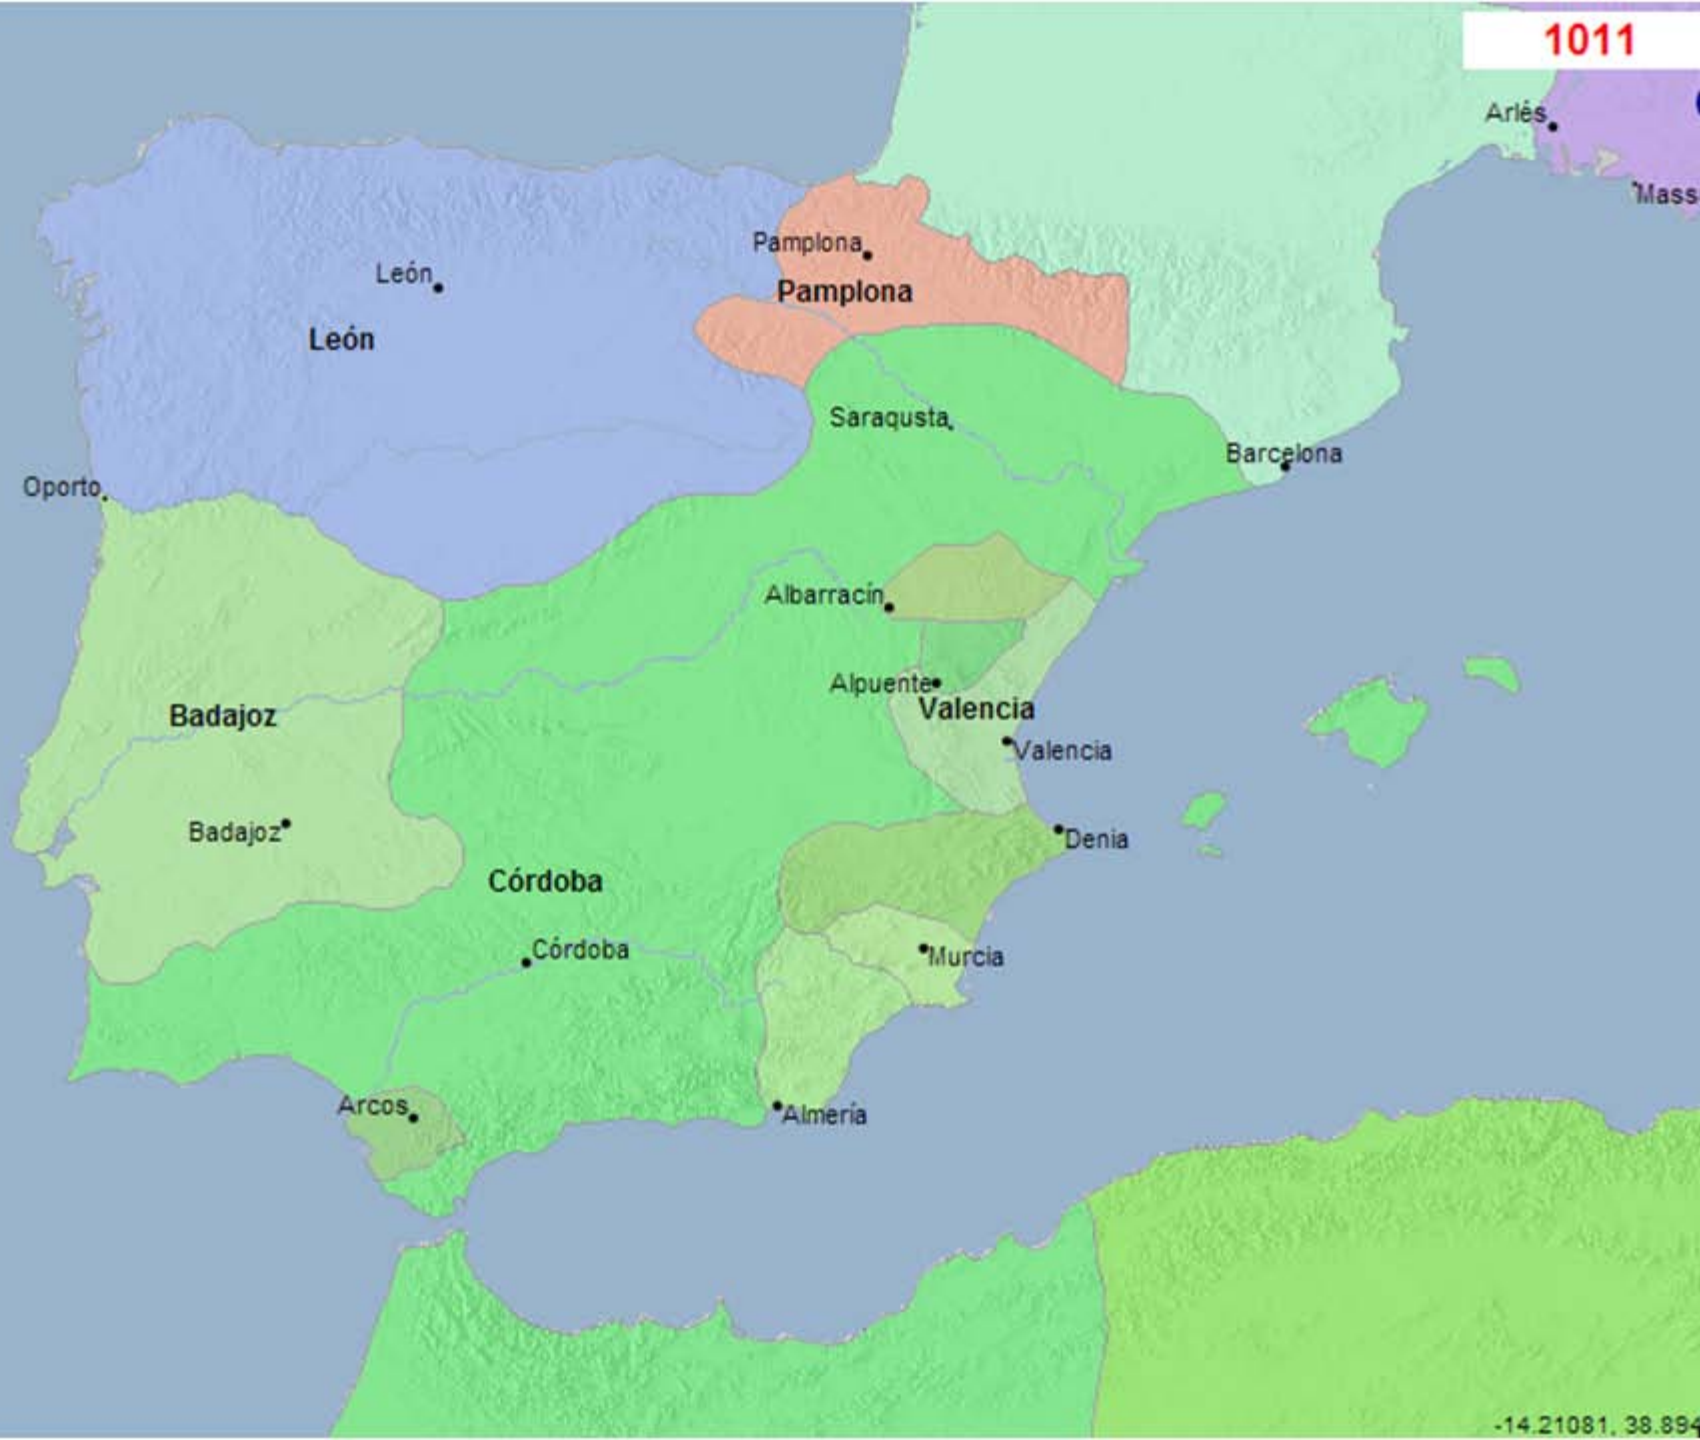 1011
Arlés
Mass
Pamplona
León
Pamplona
León
Saraqusta
Barcelona
Oporto
Albarracín
Alpuente
Valencia
Badajoz
Valencia
Badajoz
Denia
Córdoba
Córdoba
Murcia
Arcos
Almería
-14.21081, 38.894